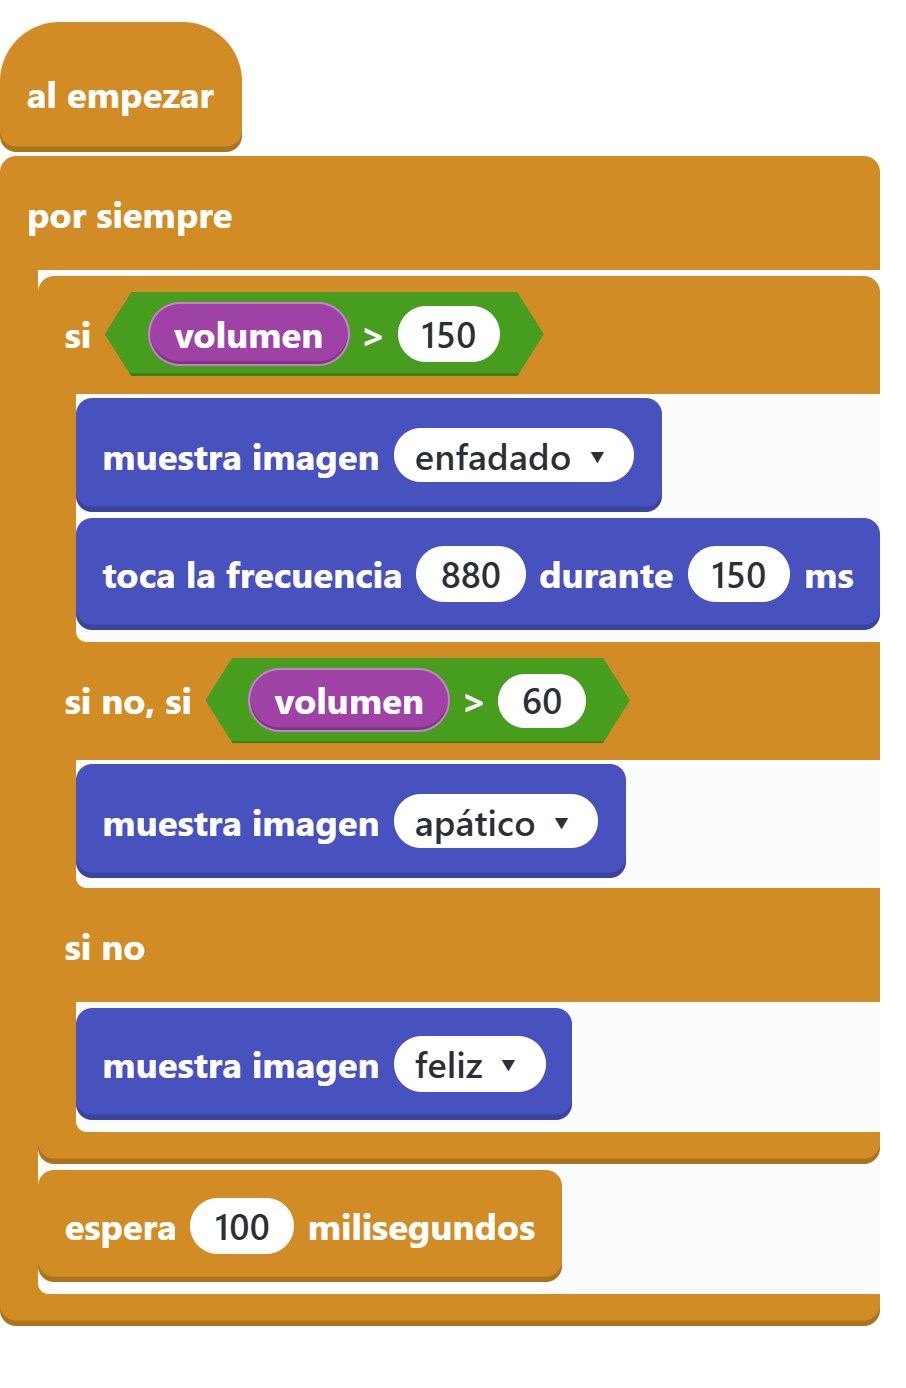 al empezar
por siempre
si volumen > 150
muestra imagen enfadado
toca la frecuencia 880 durante 150 ms
si no, si volumen > 60
muestra imagen apático
si no
muestra imagen feliz
espera 100 milisegundos